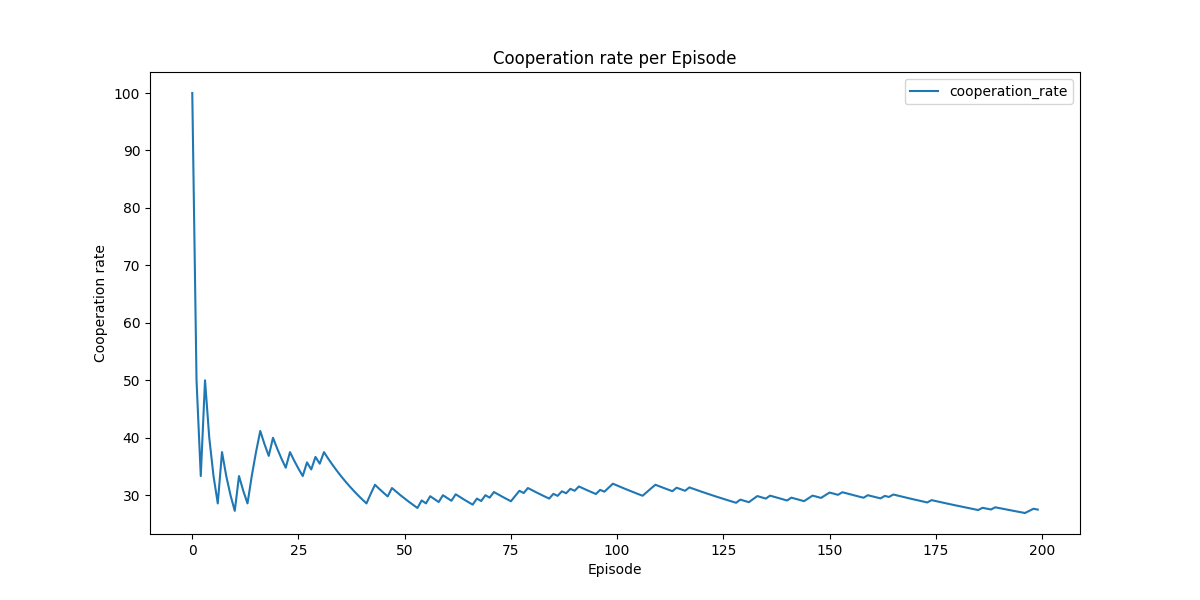 Cooperation rate per Episode
cooperation_rate
100
90
80
70
60
50
40
30
Cooperation rate
0 25 50 75 100 125 150 175 200
Episode